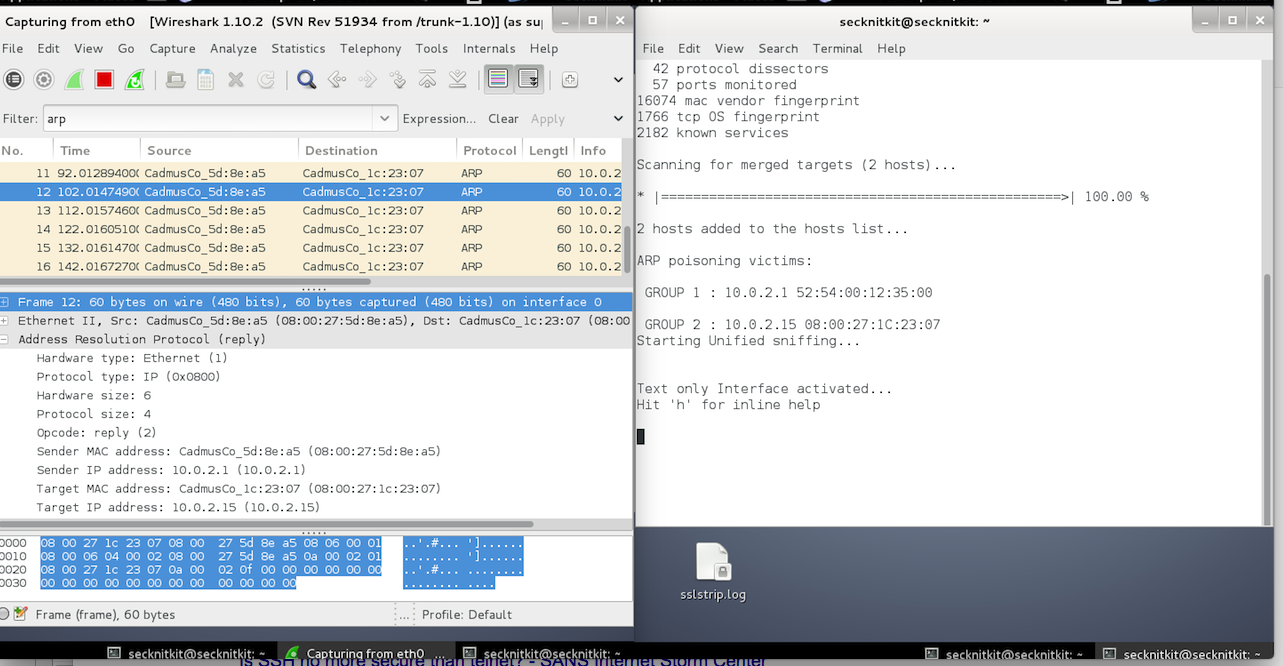 Capturing from eth0 [Wireshark 1.10.2 (SVN Rev 51934 from /trunk-1.10)] (as sup
File Edit View Go Capture Analyze Statistics Telephony Tools Internals Help
Filter: arp Expression... Clear Apply
No. Time Source Destination Protocol Lengtl Info
11 92.012894000 CadmusCo_5d:8e:a5 CadmusCo_1c:23:07 ARP 60 10.0.2
12 102.01474900 CadmusCo_5d:8e:a5 CadmusCo_1c:23:07 ARP 60 10.0.2
13 112.01574600 CadmusCo_5d:8e:a5 CadmusCo_1c:23:07 ARP 60 10.0.2
14 122.01605100 CadmusCo_5d:8e:a5 CadmusCo_1c:23:07 ARP 60 10.0.2
15 132.01614700 CadmusCo_5d:8e:a5 CadmusCo_1c:23:07 ARP 60 10.0.2
16 142.01672700 CadmusCo_5d:8e:a5 CadmusCo_1c:23:07 ARP 60 10.0.2
Frame 12: 60 bytes on wire (480 bits), 60 bytes captured (480 bits) on interface 0
Ethernet II, Src: CadmusCo_5d:8e:a5 (08:00:27:5d:8e:a5), Dst: CadmusCo_1c:23:07 (08:00
Address Resolution Protocol (reply)
Hardware type: Ethernet (1)
Protocol type: IP (0x0800)
Hardware size: 6
Protocol size: 4
Opcode: reply (2)
Sender MAC address: CadmusCo_5d:8e:a5 (08:00:27:5d:8e:a5)
Sender IP address: 10.0.2.1 (10.0.2.1)
Target MAC address: CadmusCo_1c:23:07 (08:00:27:1c:23:07)
Target IP address: 10.0.2.15 (10.0.2.15)
0000 08 00 27 1c 23 07 08 00 27 5d 8e a5 08 06 00 01 ..'.#... ']......
0010 08 00 06 04 00 02 08 00 27 5d 8e a5 0a 00 02 01 ........ ']......
0020 08 00 27 1c 23 07 0a 00 02 0f 00 00 00 00 00 00 ..'.#... ........
0030 00 00 00 00 00 00 00 00 00 00 00 00 ........ ....
Frame (frame), 60 bytes ... Profile: Default
secknitkit@secknitkit: ~
File Edit View Search Terminal Help
42 protocol dissectors
57 ports monitored
16074 mac vendor fingerprint
1766 tcp OS fingerprint
2182 known services
Scanning for merged targets (2 hosts)...
* |==================================================>| 100.00 %
2 hosts added to the hosts list...
ARP poisoning victims:
GROUP 1 : 10.0.2.1 52:54:00:12:35:00
GROUP 2 : 10.0.2.15 08:00:27:1C:23:07
Starting Unified sniffing...
Text only Interface activated...
Hit 'h' for inline help
sslstrip.log
secknitkit@secknitkit: ~
Capturing from eth0 ...
secknitkit@secknitkit: ~
secknitkit@secknitkit: ~
secknitkit@secknitkit: ~
Is SSH no more secure than telnet? - SANS Internet Storm Center